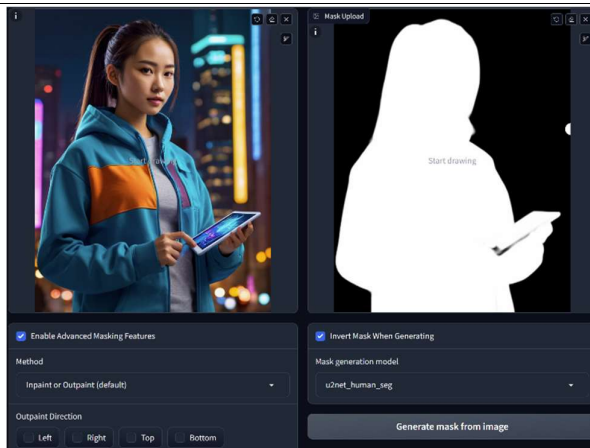 Mask Upload
Start drawing
Start drawing
Enable Advanced Masking Features
Invert Mask When Generating
Method
Mask generation model
Inpaint or Outpaint (default)
u2net_human_seg
Outpaint Direction
Generate mask from image
Left
Right
Top
Bottom